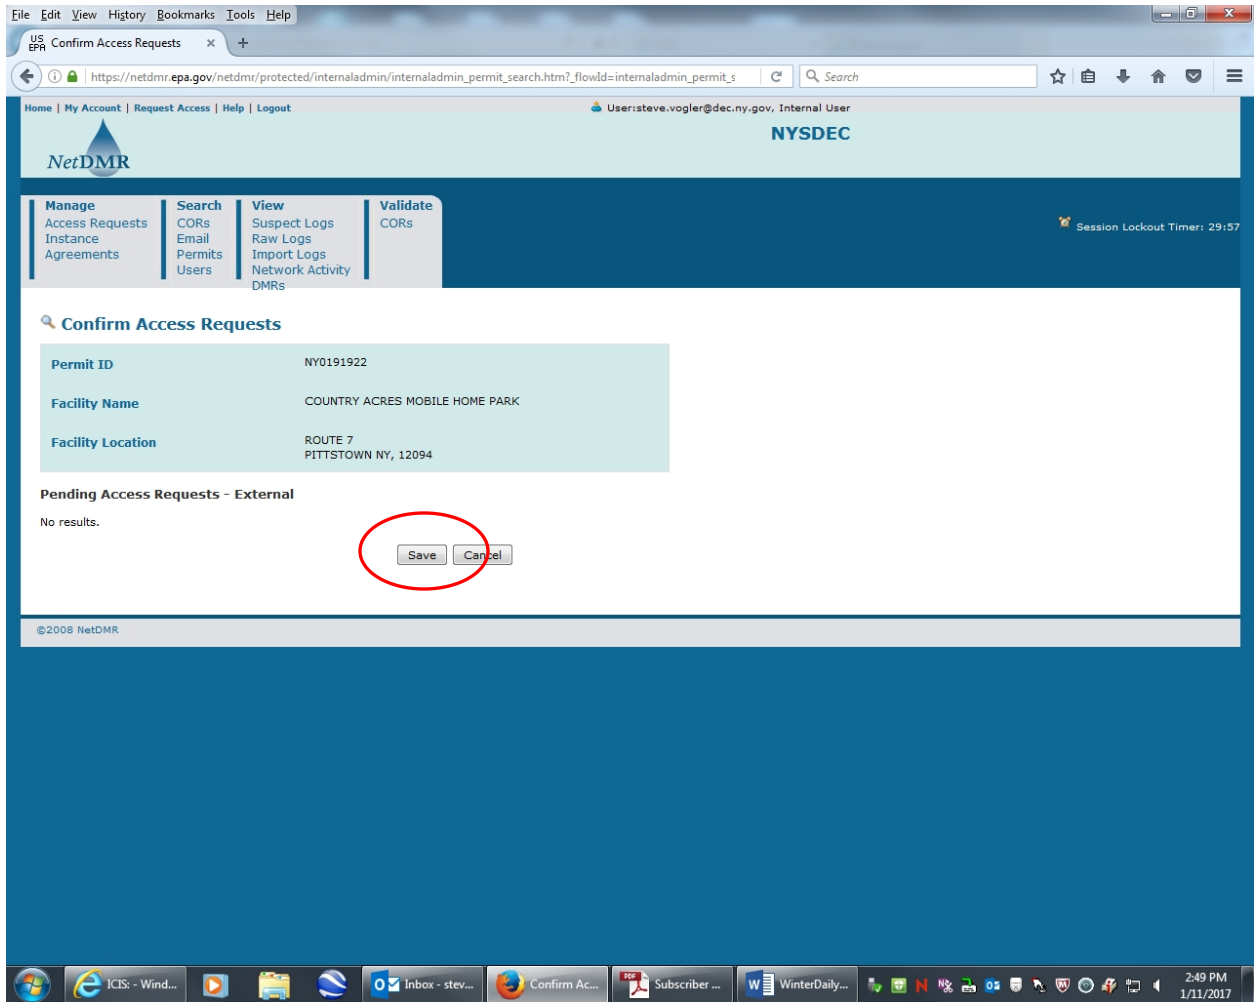 File Edit View History Bookmarks Tools Help
US EPA Confirm Access Requests × +
https://netdmr.epa.gov/netdmr/protected/internaladmin/internaladmin_permit_search.htm?_flowId=internaladmin_permit_s Search
Home | My Account | Request Access | Help | Logout User:steve.vogler@dec.ny.gov, Internal User
NYSDEC
NetDMR
Manage Search View Validate
Access Requests CORs Suspect Logs CORs
Instance Email Raw Logs
Agreements Permits Import Logs
Users Network Activity
DMRs
Session Lockout Timer: 29:57
Confirm Access Requests
Permit ID NY0191922
Facility Name COUNTRY ACRES MOBILE HOME PARK
Facility Location ROUTE 7
PITTSTOWN NY, 12094
Pending Access Requests - External
No results.
Save Cancel
©2008 NetDMR
ICIS: - Wind... Inbox - stev... Confirm Ac... PDF Subscriber ... WinterDaily... 2:49 PM
1/11/2017